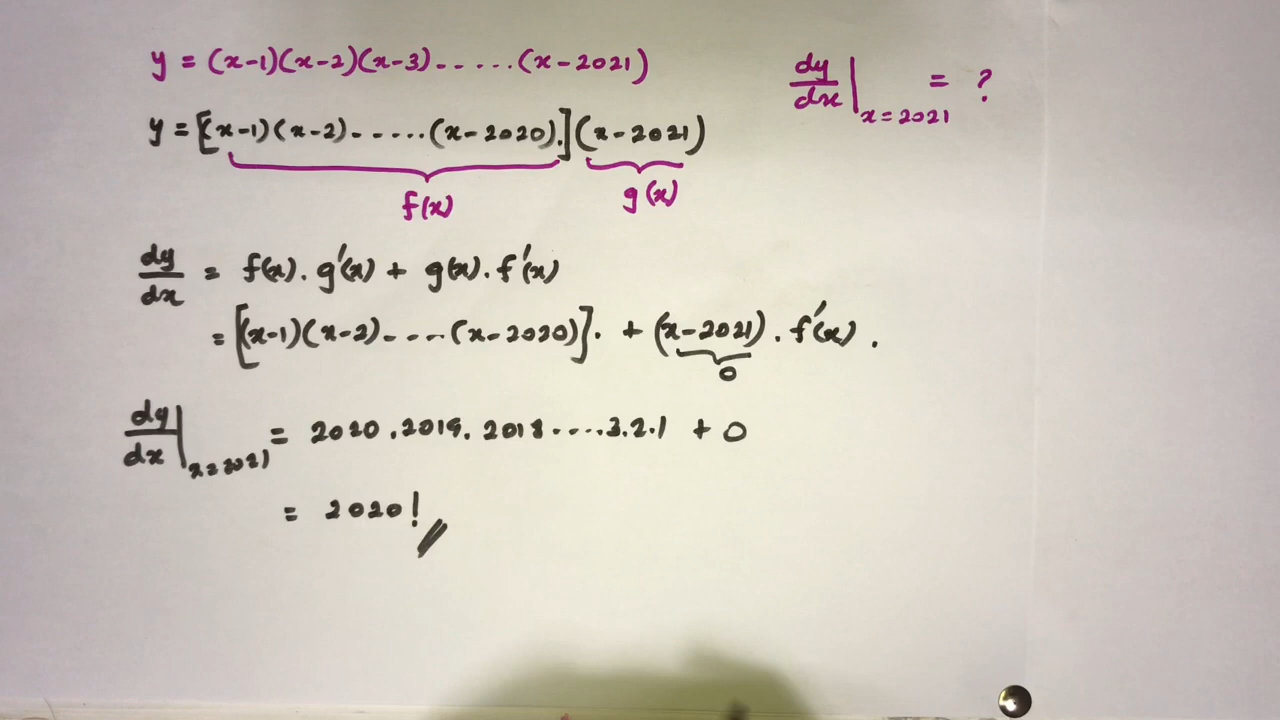 y = (x-1)(x-2)(x-3)- - . . . . (x-2021)
dy/dx |x=2021 = ?
y = [(x-1)(x-2)- . . . . . (x-2020).](x-2021)
f(x) g(x)
dy/dx = f(x). g'(x) + g(x). f'(x)
= [(x-1)(x-2)- - - - (x-2020)]. + (x-2021). f'(x) .
0
dy/dx |x=2021 = 2020.2019.2018. - . . . 3.2.1 + 0
= 2020!